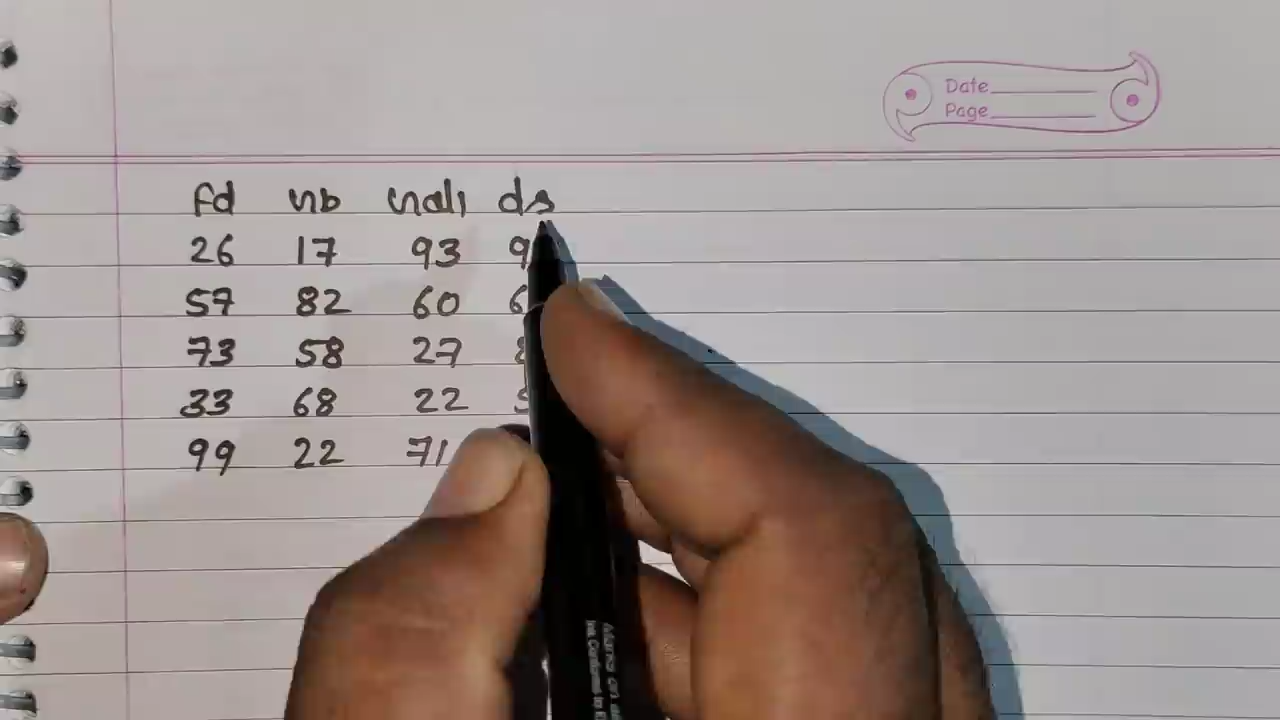 Date
Page
Fd nb ds
26 17 93
57 82 60
73 58 27
33 68 22
99 22 71